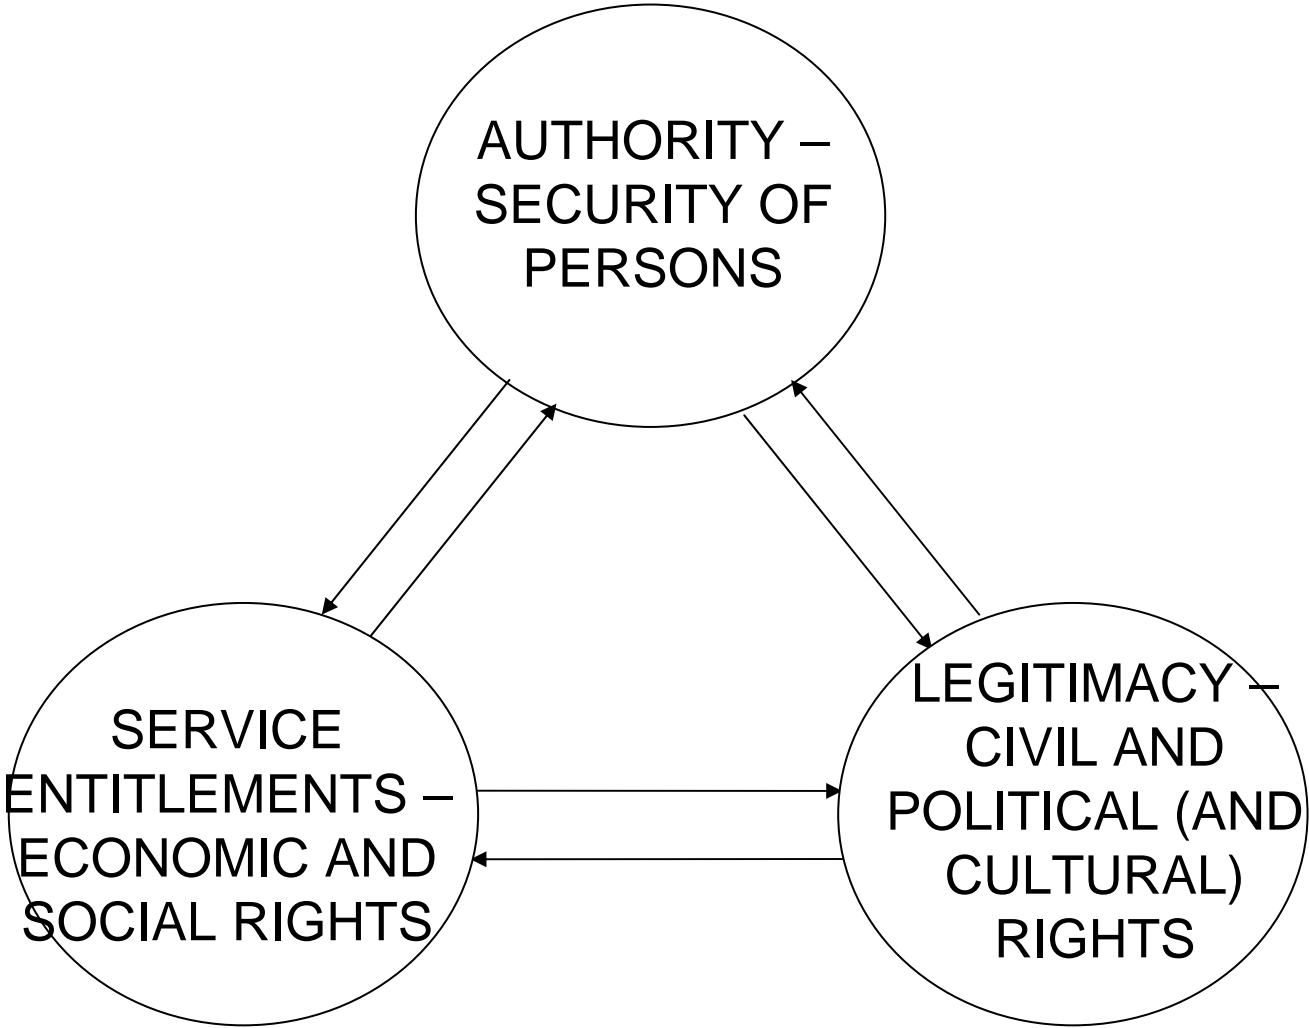 AUTHORITY –
SECURITY OF
PERSONS
SERVICE
ENTITLEMENTS –
ECONOMIC AND
SOCIAL RIGHTS
LEGITIMACY –
CIVIL AND
POLITICAL (AND
CULTURAL)
RIGHTS